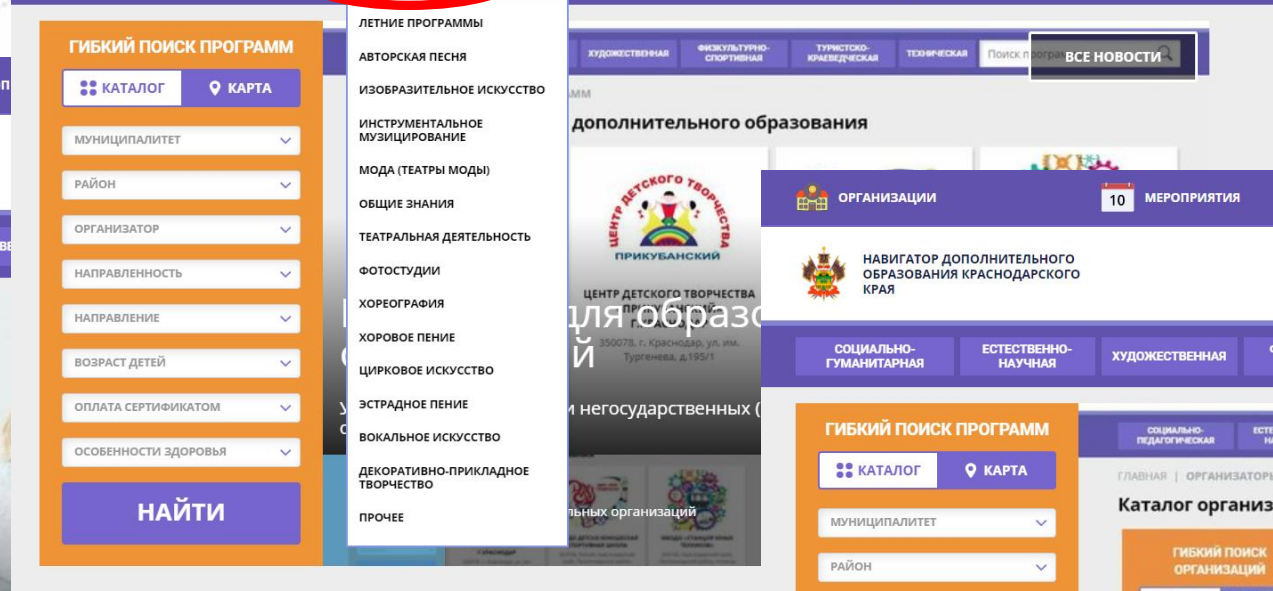 ГИБКИЙ ПОИСК ПРОГРАММ
КАТАЛОГ
КАРТА
МУНИЦИПАЛИТЕТ
РАЙОН
ОРГАНИЗАТОР
НАПРАВЛЕННОСТЬ
НАПРАВЛЕНИЕ
ВОЗРАСТ ДЕТЕЙ
ОПЛАТА СЕРТИФИКАТОМ
ОСОБЕННОСТИ ЗДОРОВЬЯ
НАЙТИ
ЛЕТНИЕ ПРОГРАММЫ
АВТОРСКАЯ ПЕСНЯ
ИЗОБРАЗИТЕЛЬНОЕ ИСКУССТВО
ИНСТРУМЕНТАЛЬНОЕ
МУЗИЦИРОВАНИЕ
МОДА (ТЕАТРЫ МОДЫ)
ОБЩИЕ ЗНАНИЯ
ТЕАТРАЛЬНАЯ ДЕЯТЕЛЬНОСТЬ
ФОТОСТУДИИ
ХОРЕОГРАФИЯ
ХОРОВОЕ ПЕНИЕ
ЦИРКОВОЕ ИСКУССТВО
ЭСТРАДНОЕ ПЕНИЕ
ВОКАЛЬНОЕ ИСКУССТВО
ДЕКОРАТИВНО-ПРИКЛАДНОЕ
ТВОРЧЕСТВО
ПРОЧЕЕ
ХУДОЖЕСТВЕННАЯ
ФИЗКУЛЬТУРНО-
СПОРТИВНАЯ
ТУРИСТСКО-
КРАЕВЕДЧЕСКАЯ
ТЕХНИЧЕСКАЯ
Поиск
ВСЕ НОВОСТИ
дополнительного образования
ЦЕНТР ДЕТСКОГО ТВОРЧЕСТВА
ПРИКУБАНСКИЙ
ЦЕНТР ДЕТСКОГО ТВОРЧЕСТВА
350078, г. Краснодар, ул. им.
Тургенева, д.195/1
для
и негосударственных (
организаций
ОРГАНИЗАЦИИ
10 МЕРОПРИЯТИЯ
НАВИГАТОР ДОПОЛНИТЕЛЬНОГО
ОБРАЗОВАНИЯ КРАСНОДАРСКОГО
КРАЯ
СОЦИАЛЬНО-
ГУМАНИТАРНАЯ
ЕСТЕСТВЕННО-
НАУЧНАЯ
ХУДОЖЕСТВЕННАЯ
ГИБКИЙ ПОИСК ПРОГРАММ
КАТАЛОГ
КАРТА
МУНИЦИПАЛИТЕТ
РАЙОН
СОЦИАЛЬНО-
ПЕДАГОГИЧЕСКАЯ
ГЛАВНАЯ | ОРГАНИЗАТОРЫ
Каталог организ
ГИБКИЙ ПОИСК
ОРГАНИЗАЦИЙ